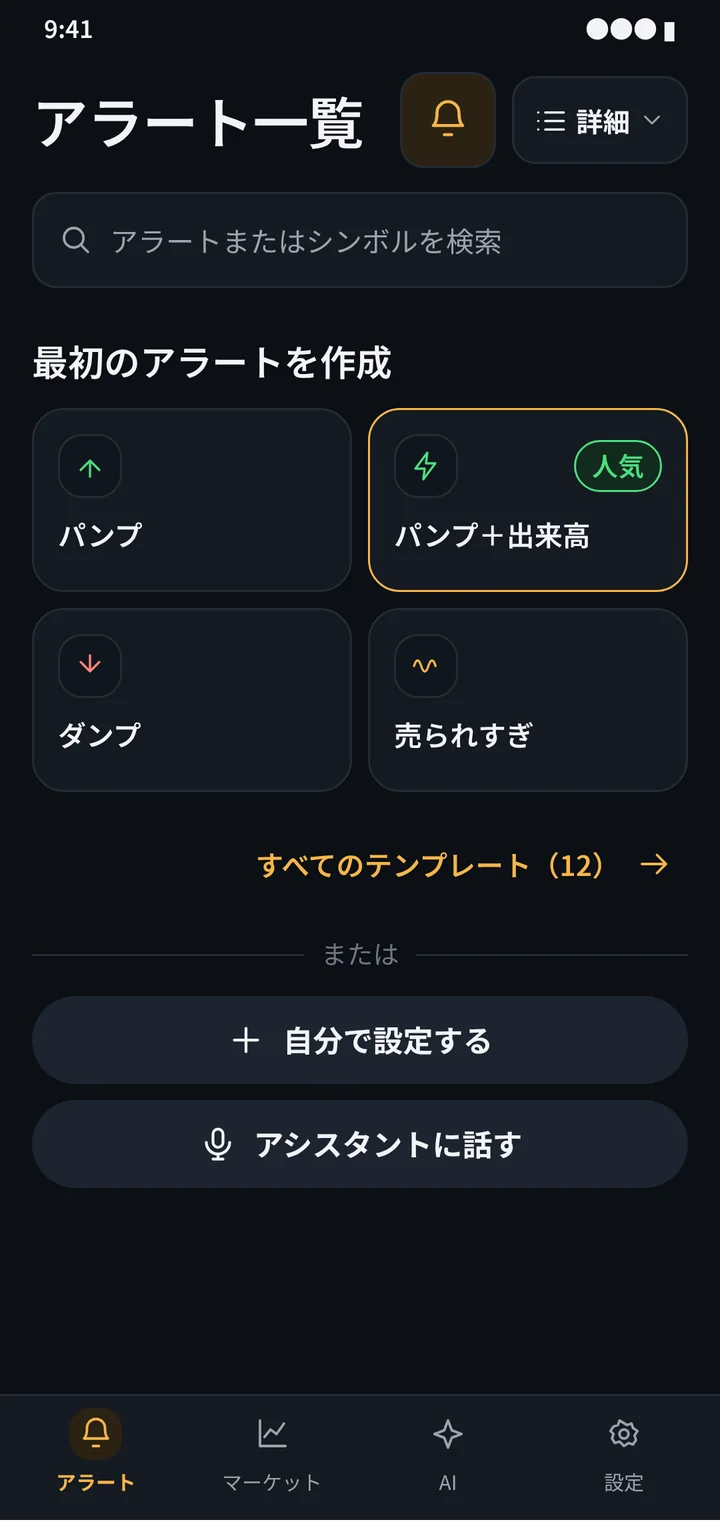 9:41
アラート一覧
詳細
アラートまたはシンボルを検索
最初のアラートを作成
パンプ
人気
パンプ＋出来高
ダンプ
売られすぎ
すべてのテンプレート（12）
または
自分で設定する
アシスタントに話す
アラート
マーケット
AI
設定